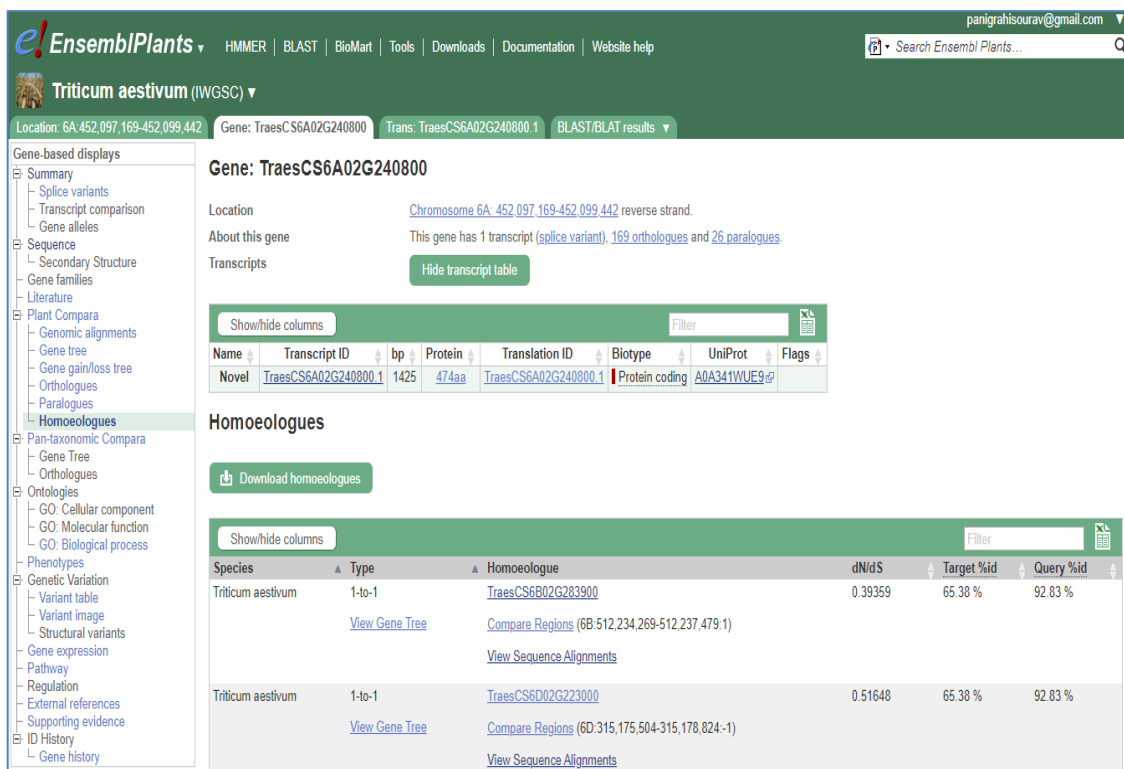 panigrahisourav@gmail.com ▼
e! EnsemblPlants ▼ HMMER | BLAST | BioMart | Tools | Downloads | Documentation | Website help
Search Ensembl Plants...
Triticum aestivum (IWGSC) ▼
Location: 6A:452,097,169-452,099,442 Gene: TraesCS6A02G240800 Trans: TraesCS6A02G240800.1 BLAST/BLAT results ▼
Gene-based displays
Summary
Splice variants
Transcript comparison
Gene alleles
Sequence
Secondary Structure
Gene families
Literature
Plant Compara
Genomic alignments
Gene tree
Gene gain/loss tree
Orthologues
Paralogues
Homoeologues
Pan-taxonomic Compara
Gene Tree
Orthologues
Ontologies
GO: Cellular component
GO: Molecular function
GO: Biological process
Phenotypes
Genetic Variation
Variant table
Variant image
Structural variants
Gene expression
Pathway
Regulation
External references
Supporting evidence
ID History
Gene history
Gene: TraesCS6A02G240800
Location Chromosome 6A: 452,097,169-452,099,442 reverse strand.
About this gene This gene has 1 transcript (splice variant), 169 orthologues and 26 paralogues.
Transcripts Hide transcript table
Show/hide columns Filter
Name Transcript ID bp Protein Translation ID Biotype UniProt Flags
Novel TraesCS6A02G240800.1 1425 474aa TraesCS6A02G240800.1 Protein coding A0A341WUE9
Homoeologues
Download homoeologues
Show/hide columns Filter
Species Type Homoeologue dN/dS Target %id Query %id
Triticum aestivum 1-to-1 TraesCS6B02G283900 0.39359 65.38 % 92.83 %
View Gene Tree Compare Regions (6B:512,234,269-512,237,479:1)
View Sequence Alignments
Triticum aestivum 1-to-1 TraesCS6D02G223000 0.51648 65.38 % 92.83 %
View Gene Tree Compare Regions (6D:315,175,504-315,178,824:-1)
View Sequence Alignments